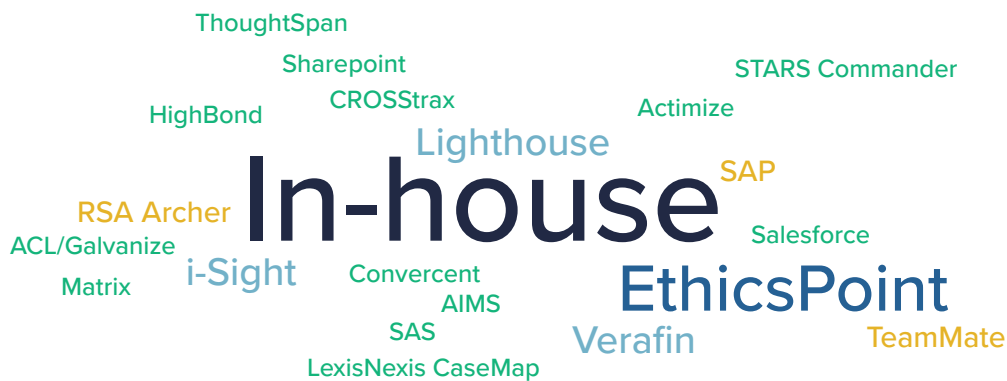 ThoughtSpan
Sharepoint
STARS Commander
CROSStrax
Actimize
HighBond
Lighthouse
SAP
In-house
RSA Archer
Salesforce
ACL/Galvanize
i-Sight
Convercent
Matrix
EthicsPoint
AIMS
SAS
Verafin
TeamMate
LexisNexis CaseMap